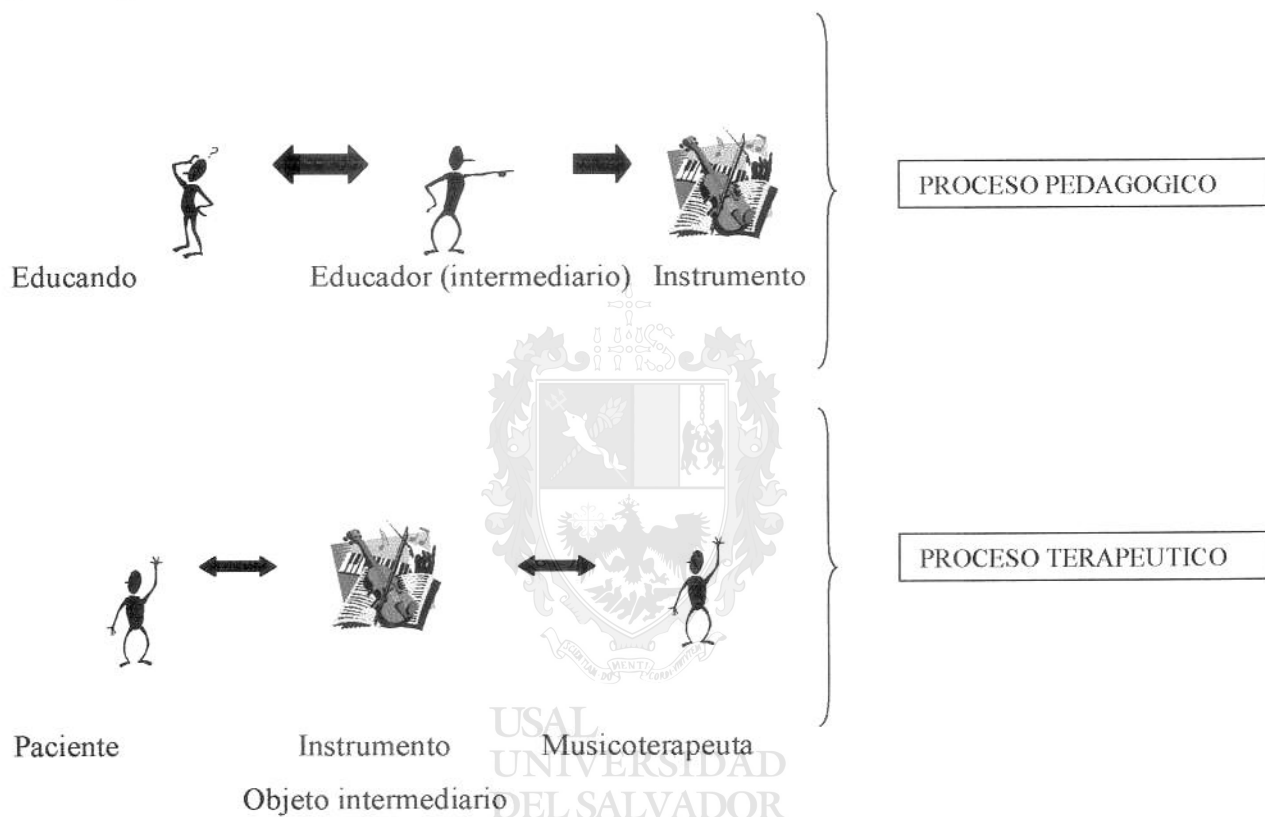 PROCESO PEDAGOGICO
Educando Educador (intermediario) Instrumento
PROCESO TERAPEUTICO
Paciente Instrumento Musicoterapeuta
Objeto intermediario
USAL
UNIVERSIDAD
DEL SALVADOR